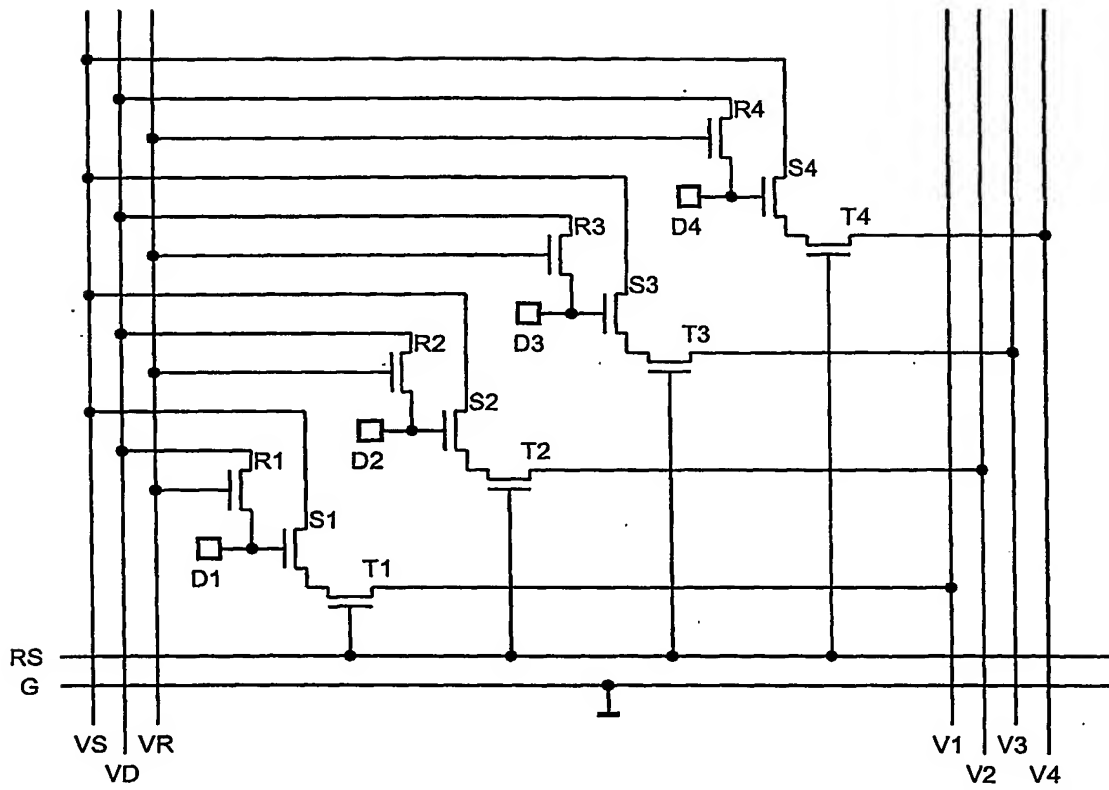 R4
S4
D4
T4
R3
S3
D3
T3
R2
S2
D2
T2
R1
S1
D1
T1
RS
G
VS VR V1 V3
VD V2 V4